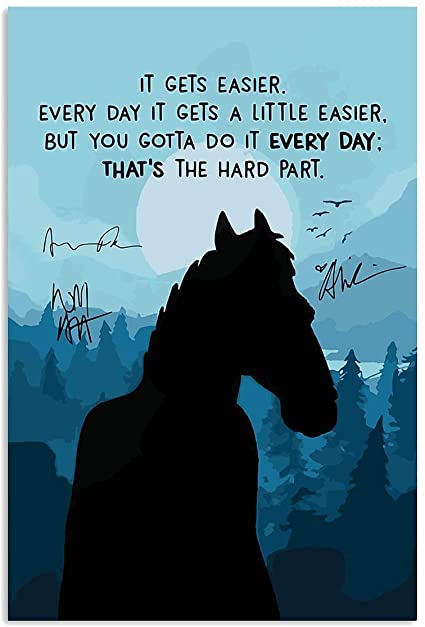 IT GETS EASIER.
EVERY DAY IT GETS A LITTLE EASIER,
BUT YOU GOTTA DO IT EVERY DAY;
THAT'S THE HARD PART.